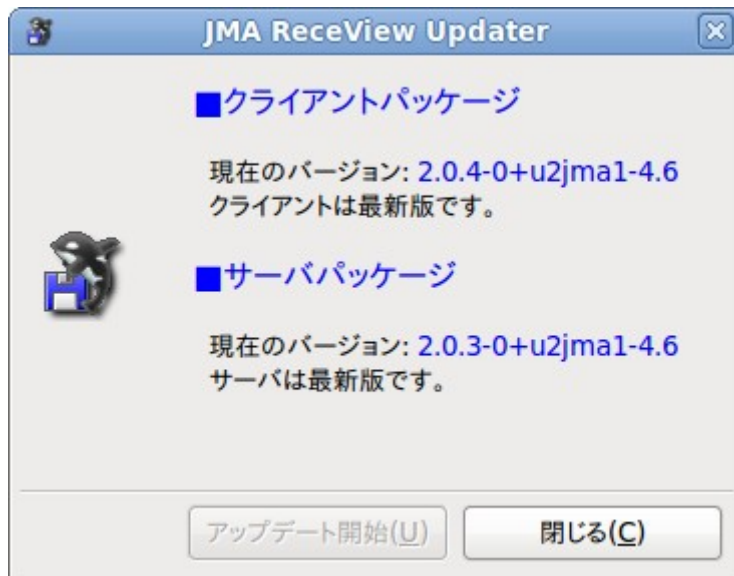 JMA ReceView Updater
■クライアントパッケージ
現在のバージョン: 2.0.4-0+u2jma1-4.6
クライアントは最新版です。
■サーバパッケージ
現在のバージョン: 2.0.3-0+u2jma1-4.6
サーバは最新版です。
アップデート開始(U) 閉じる(C)